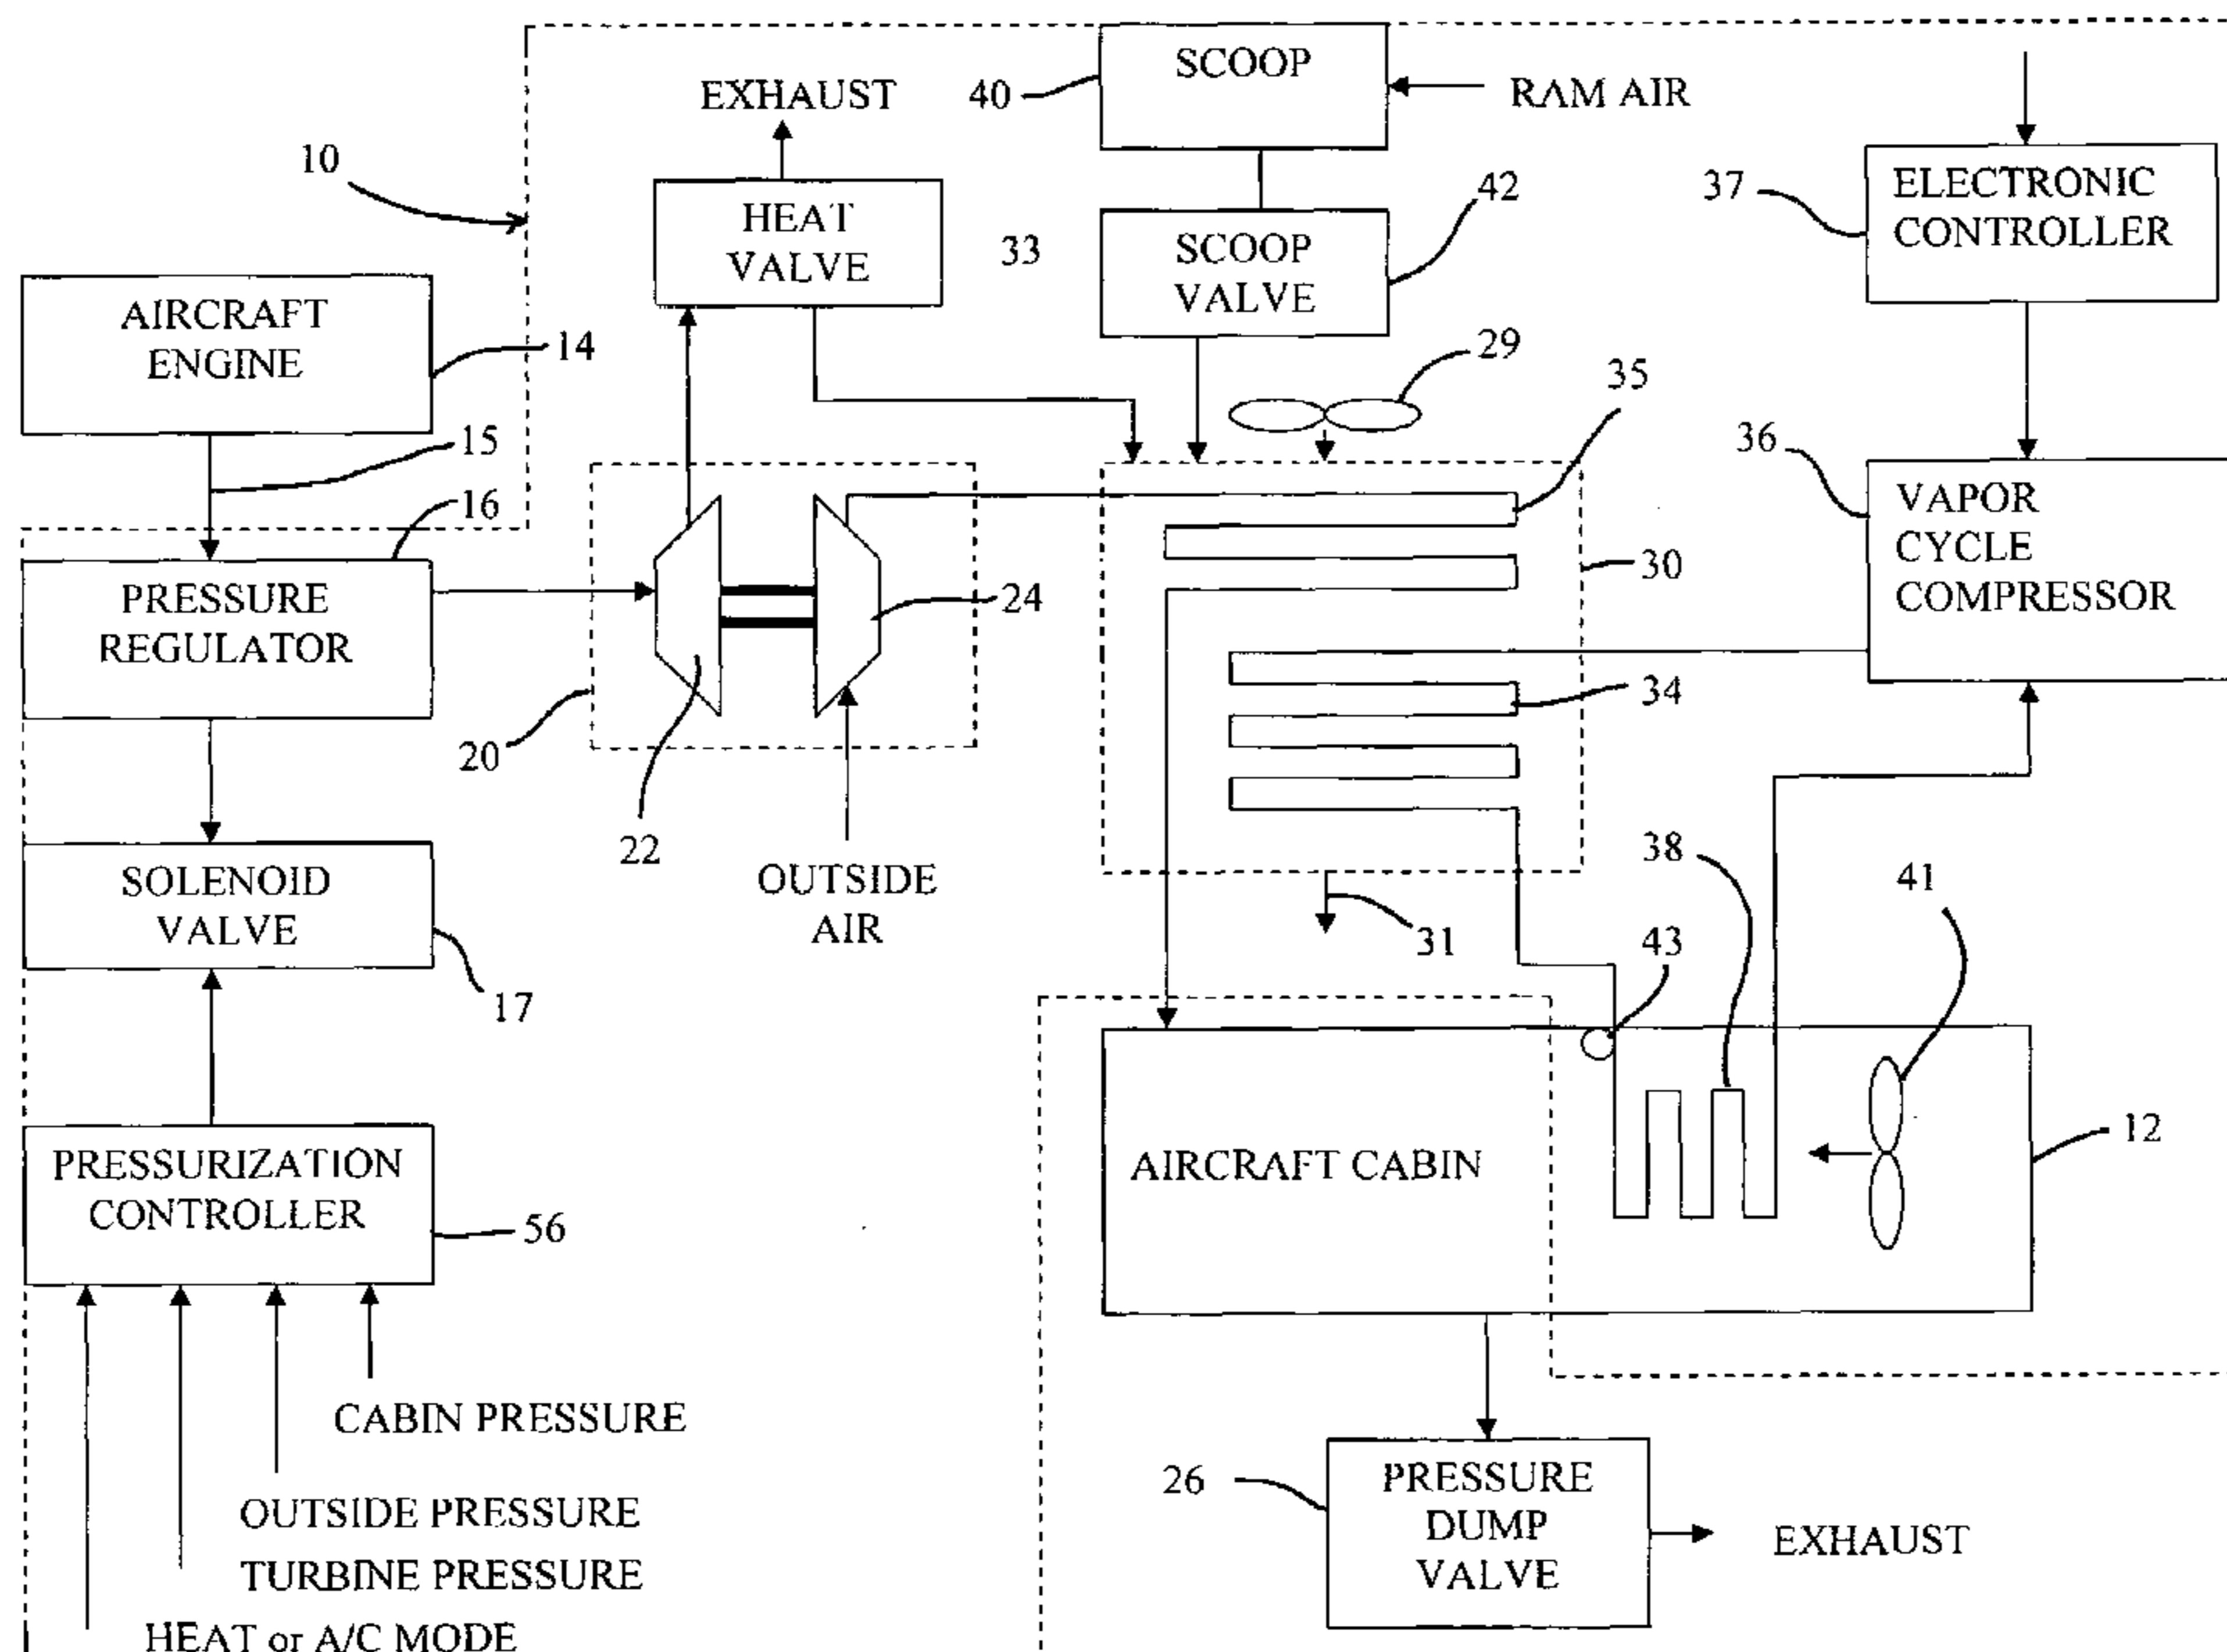 SCOOP
40
RAM AIR
EXHAUST
10
HEAT
VALVE
33
SCOOP
VALVE
42
37
ELECTRONIC
CONTROLLER
AIRCRAFT
ENGINE
14
29
35
15
36
16
VAPOR
CYCLE
COMPRESSOR
PRESSURE
REGULATOR
24
30
34
20
22
OUTSIDE
AIR
SOLENOID
VALVE
17
38
41
31
43
PRESSURIZATION
CONTROLLER
56
AIRCRAFT CABIN
12
CABIN PRESSURE
OUTSIDE PRESSURE
TURBINE PRESSURE
HEAT or A/C MODE
26
PRESSURE
DUMP
VALVE
EXHAUST